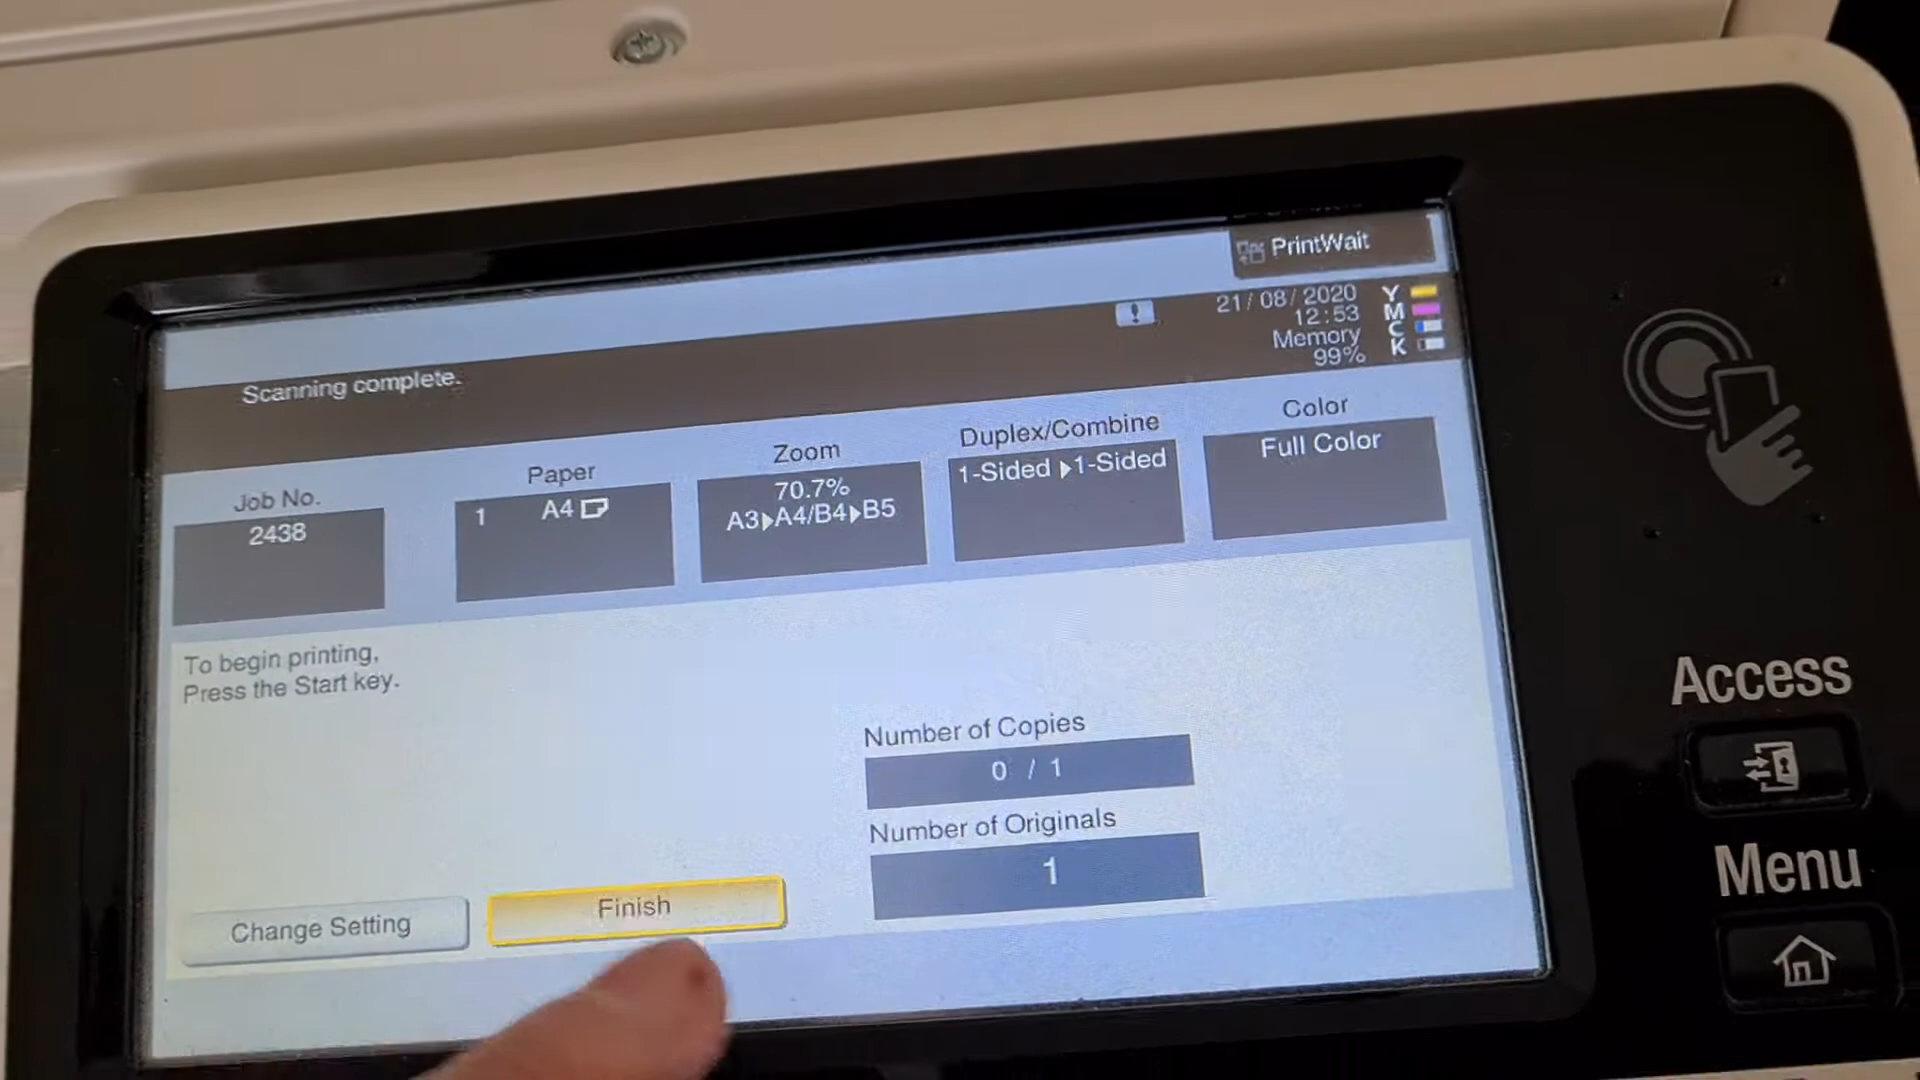 PrintWait
21/08/2020
12:53
Memory
99%
Y
M
C
K
Scanning complete.
Job No.
2438
Paper
1 A4
Zoom
70.7%
A3▶A4/B4▶B5
Duplex/Combine
1-Sided ▶1-Sided
Color
Full Color
To begin printing,
Press the Start key.
Number of Copies
0 / 1
Number of Originals
1
Change Setting
Finish
Access
Menu